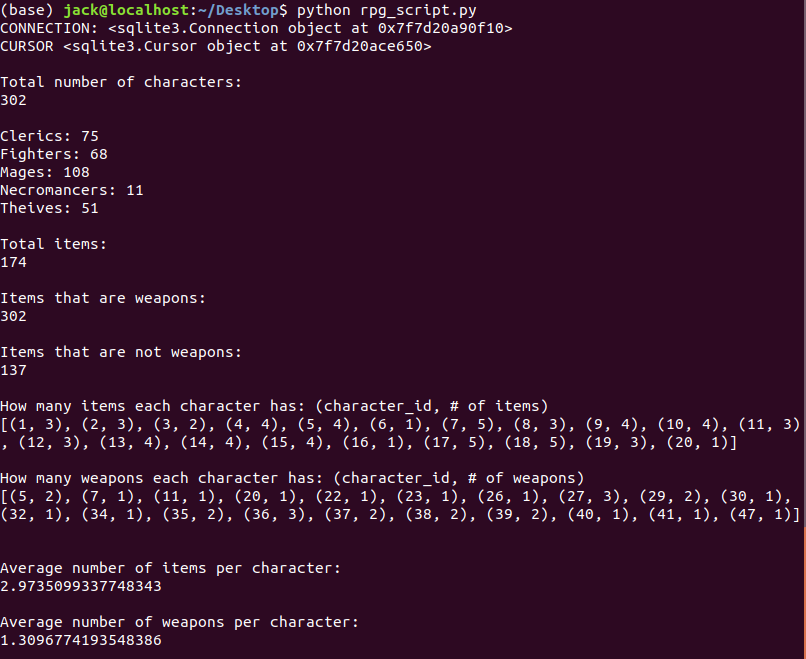 (base) jack@localhost:~/Desktop$ python rpg_script.py
CONNECTION: <sqlite3.Connection object at 0x7f7d20a90f10>
CURSOR <sqlite3.Cursor object at 0x7f7d20ace650>
Total number of characters:
302
Clerics: 75
Fighters: 68
Mages: 108
Necromancers: 11
Theives: 51
Total items:
174
Items that are weapons:
302
Items that are not weapons:
137
How many items each character has: (character_id, # of items)
[(1, 3), (2, 3), (3, 2), (4, 4), (5, 4), (6, 1), (7, 5), (8, 3), (9, 4), (10, 4), (11, 3)
, (12, 3), (13, 4), (14, 4), (15, 4), (16, 1), (17, 5), (18, 5), (19, 3), (20, 1)]
How many weapons each character has: (character_id, # of weapons)
[(5, 2), (7, 1), (11, 1), (20, 1), (22, 1), (23, 1), (26, 1), (27, 3), (29, 2), (30, 1),
(32, 1), (34, 1), (35, 2), (36, 3), (37, 2), (38, 2), (39, 2), (40, 1), (41, 1), (47, 1)]
Average number of items per character:
2.9735099337748343
Average number of weapons per character:
1.3096774193548386